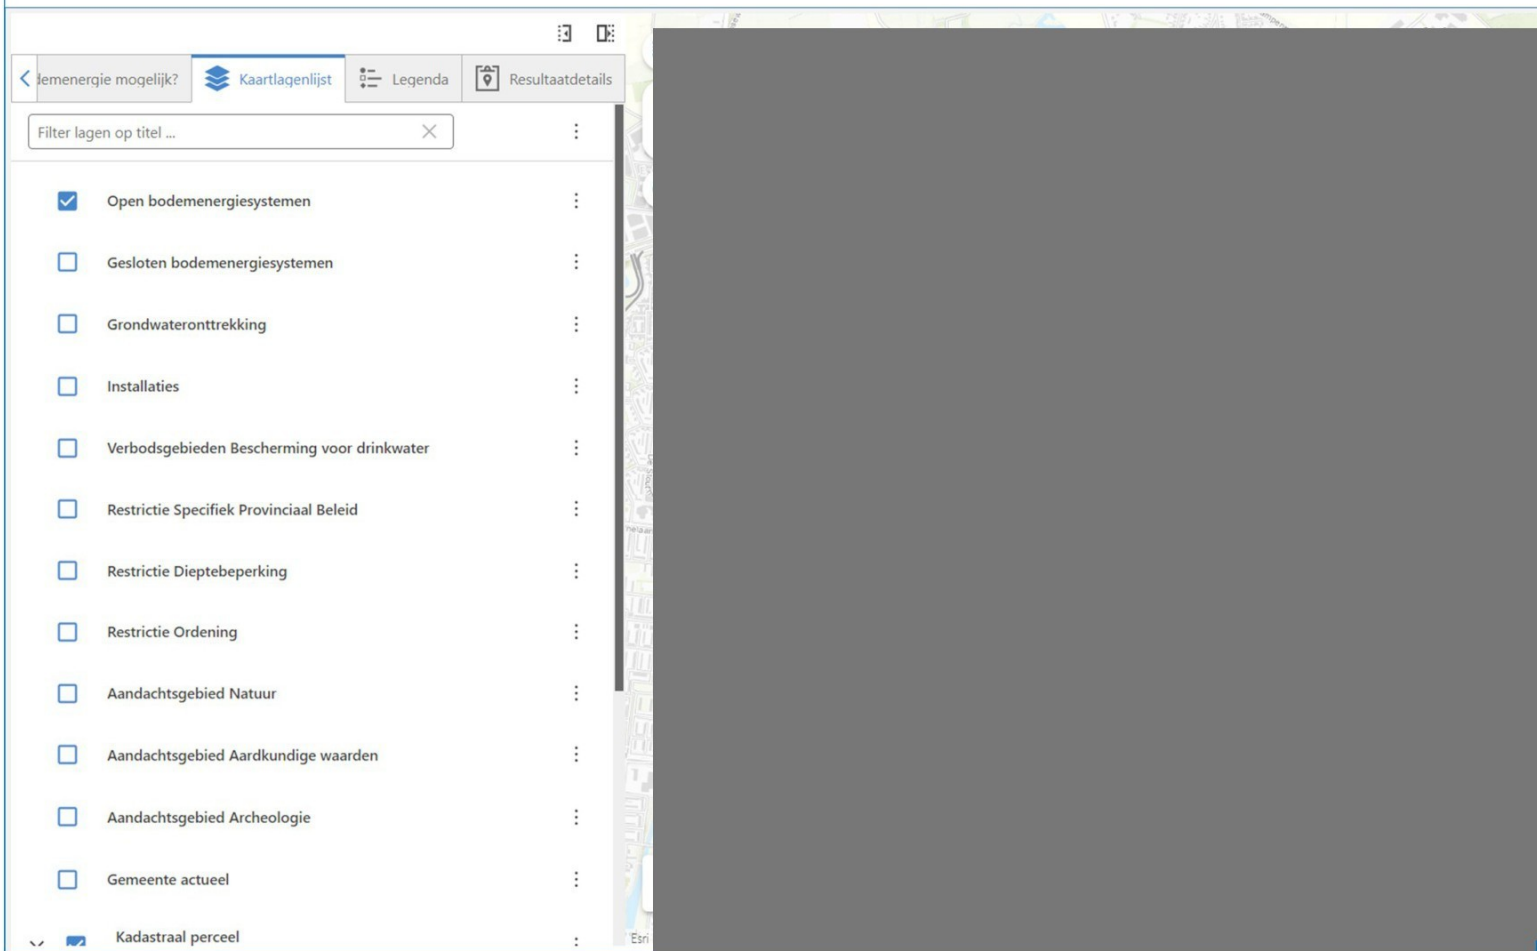 demenergie mogelijk?
Kaartlagenlijst
Legenda
Resultaatdetails
Filter lagen op titel ...
Open bodemenergiesystemen
Gesloten bodemenergiesystemen
Grondwateronttrekking
Installaties
Verbodsgebieden Bescherming voor drinkwater
Restrictie Specifiek Provinciaal Beleid
Restrictie Dieptebeperking
Restrictie Ordening
Aandachtsgebied Natuur
Aandachtsgebied Aardkundige waarden
Aandachtsgebied Archeologie
Gemeente actueel
Kadastraal perceel
Esri